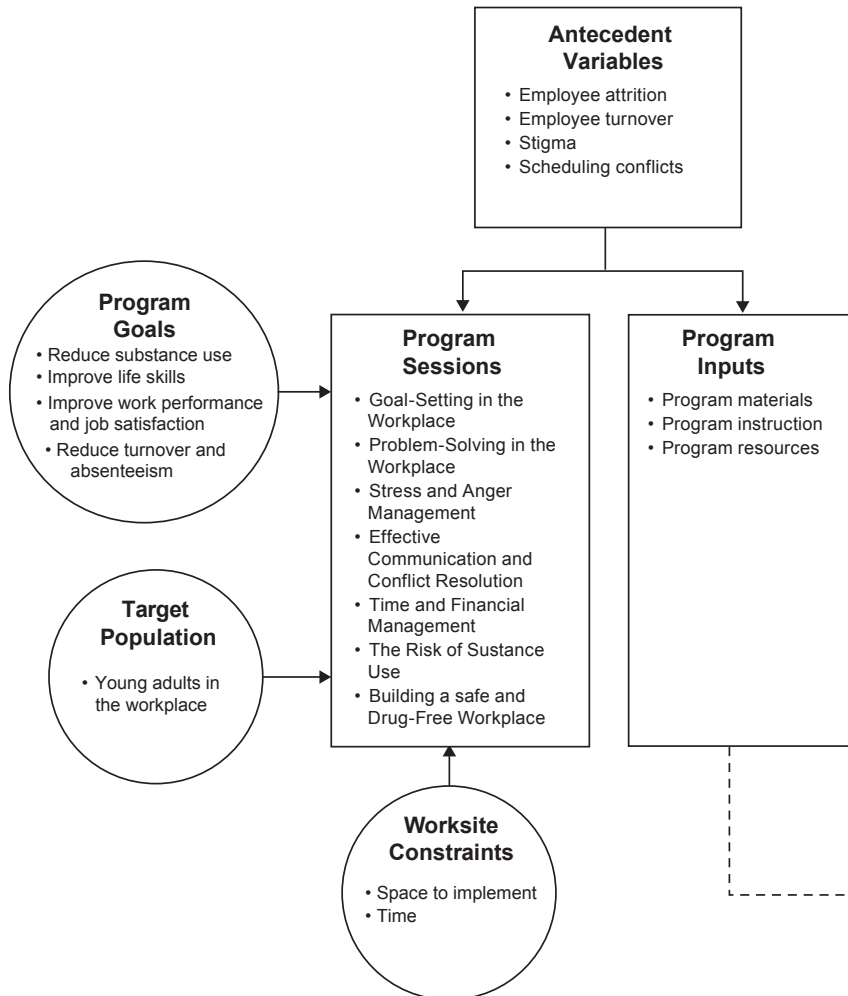 Antecedent
Variables
• Employee attrition
• Employee turnover
• Stigma
• Scheduling conflicts
Program
Goals
• Reduce substance use
• Improve life skills
• Improve work performance
and job satisfaction
• Reduce turnover and
absenteeism
Target
Population
• Young adults in
the workplace
Program
Sessions
• Goal-Setting in the
Workplace
• Problem-Solving in the
Workplace
• Stress and Anger
Management
• Effective
Communication and
Conflict Resolution
• Time and Financial
Management
• The Risk of Sustance
Use
• Building a safe and
Drug-Free Workplace
Program
Inputs
• Program materials
• Program instruction
• Program resources
Worksite
Constraints
• Space to implement
• Time